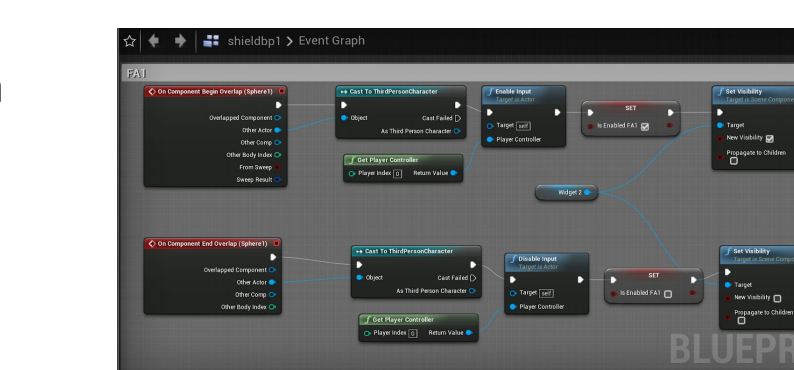 shieldbp1 > Event Graph
FA1
On Component Begin Overlap (Sphere1)
Overlapped Component
Other Actor
Other Comp
Other Body Index
From Sweep
Sweep Result
Cast To ThirdPersonCharacter
Object
Cast Failed
As Third Person Character
Get Player Controller
Player Index 0
Return Value
Enable Input
Target is Actor
Target self
Player Controller
SET
Is Enabled FA1
Set Visibility
Target is Scene Compone
Target
New Visibility
Propagate to Children
Widget 2
On Component End Overlap (Sphere1)
Overlapped Component
Other Actor
Other Comp
Other Body Index
Cast To ThirdPersonCharacter
Object
Cast Failed
As Third Person Character
Get Player Controller
Player Index 0
Return Value
Disable Input
Target is Actor
Target self
Player Controller
SET
Is Enabled FA1
Set Visibility
Target is Scene Compo
Target
New Visibility
Propagate to Children
BLUEPR